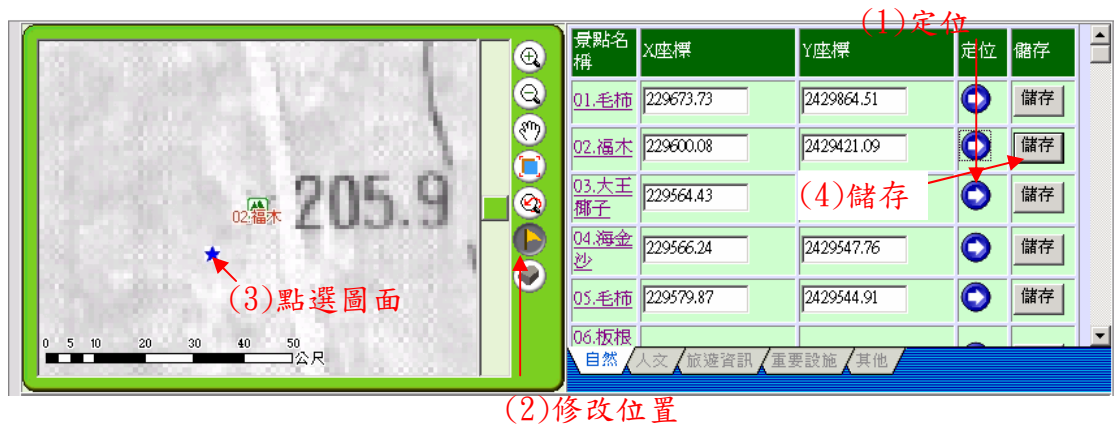 (1)定位
景點名稱 X座標 Y座標 定位 儲存
01.毛柿 229673.73 2429864.51 儲存
02.福木 229600.08 2429421.09 儲存
03.大王椰子 229564.43 儲存
(4)儲存
04.海金沙 229566.24 2429547.76 儲存
05.毛柿 229579.87 2429544.91 儲存
06.板根
自然 人文 旅遊資訊 重要設施 其他
205.9
02.福木
(3)點選圖面
0 5 10 20 30 40 50
公尺
(2)修改位置